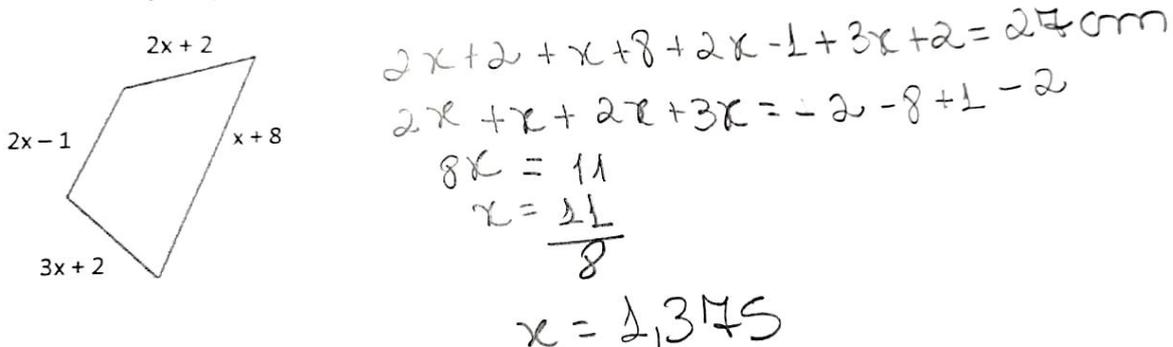 2x + 2
2x – 1
x + 8
3x + 2
2x+2+x+8+2x-1+3x+2=27cm
2x+x+2x+3x=-2-8+1-2
8x = 11
x = 11
8
x = 1,375